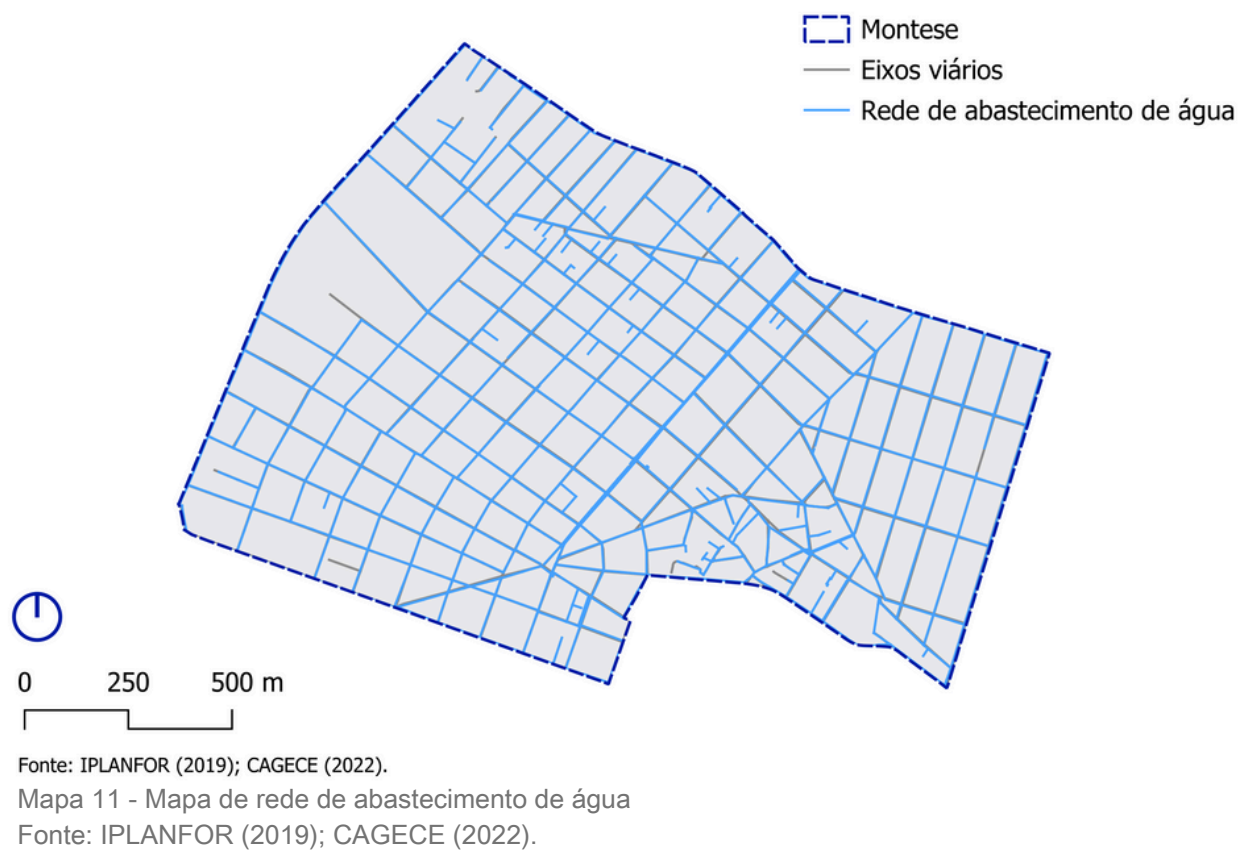 Montese
Eixos viários
Rede de abastecimento de água
0 250 500 m
Fonte: IPLANFOR (2019); CAGECE (2022).
Mapa 11 - Mapa de rede de abastecimento de água
Fonte: IPLANFOR (2019); CAGECE (2022).